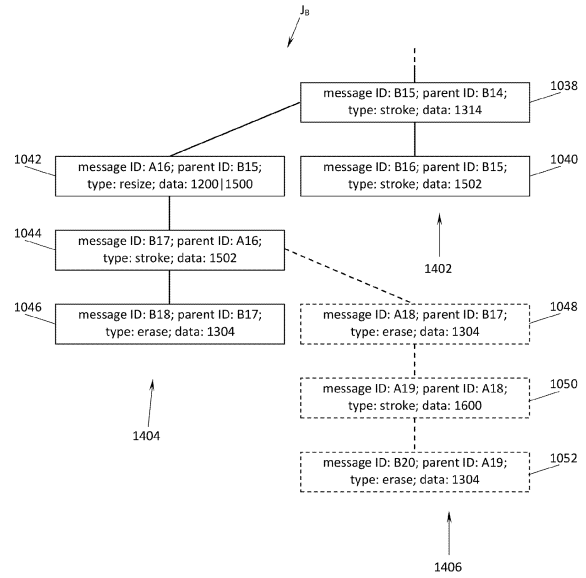 J_B
1038
message ID: B15; parent ID: B14;
type: stroke; data: 1314
1042
message ID: A16; parent ID: B15;
type: resize; data: 1200|1500
message ID: B16; parent ID: B15;
type: stroke; data: 1502
1040
1044
message ID: B17; parent ID: A16;
type: stroke; data: 1502
1402
1046
message ID: B18; parent ID: B17;
type: erase; data: 1304
message ID: A18; parent ID: B17;
type: erase; data: 1304
1048
message ID: A19; parent ID: A18;
type: stroke; data: 1600
1050
1404
message ID: B20; parent ID: A19;
type: erase; data: 1304
1052
1406